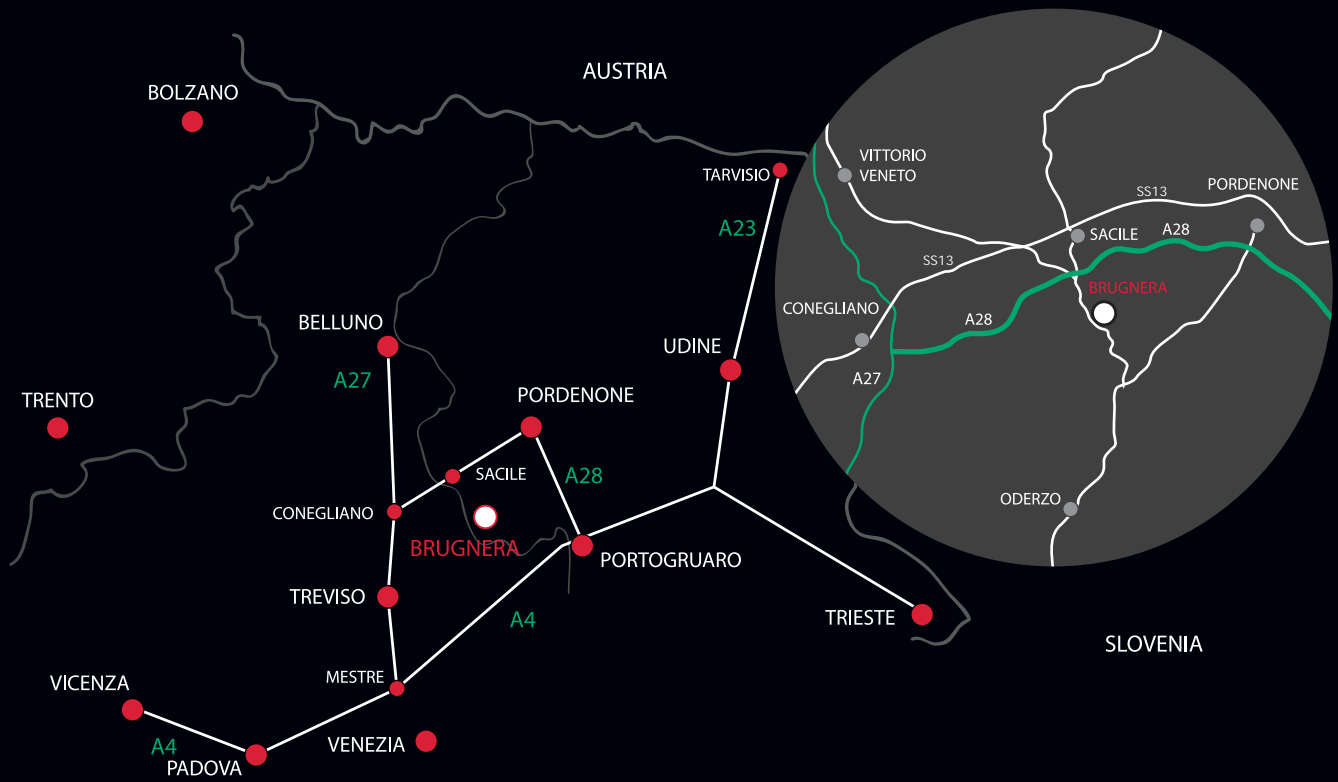 AUSTRIA
BOLZANO
TARVISIO
A23
BELLUNO
A27
UDINE
TRENTO
PORDENONE
SACILE
A28
CONEGLIANO
BRUGNERA
PORTOGRUARO
TREVISO
A4
TRIESTE
SLOVENIA
MESTRE
VICENZA
A4
PADOVA
VENEZIA
VITTORIO
VENETO
SS13
PORDENONE
SACILE
A28
SS13
BRUGNERA
CONEGLIANO
A28
A27
ODERZO